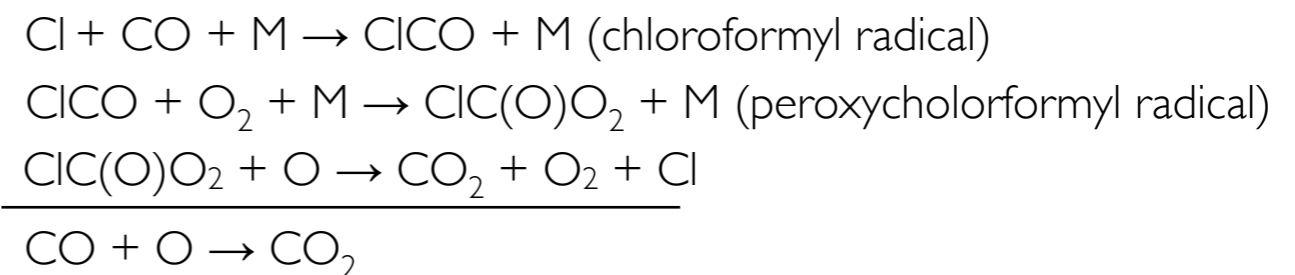 Cl + CO + M → ClCO + M (chloroformyl radical)
ClCO + O₂ + M → ClC(O)O₂ + M (peroxycholorformyl radical)
ClC(O)O₂ + O → CO₂ + O₂ + Cl
CO + O → CO₂